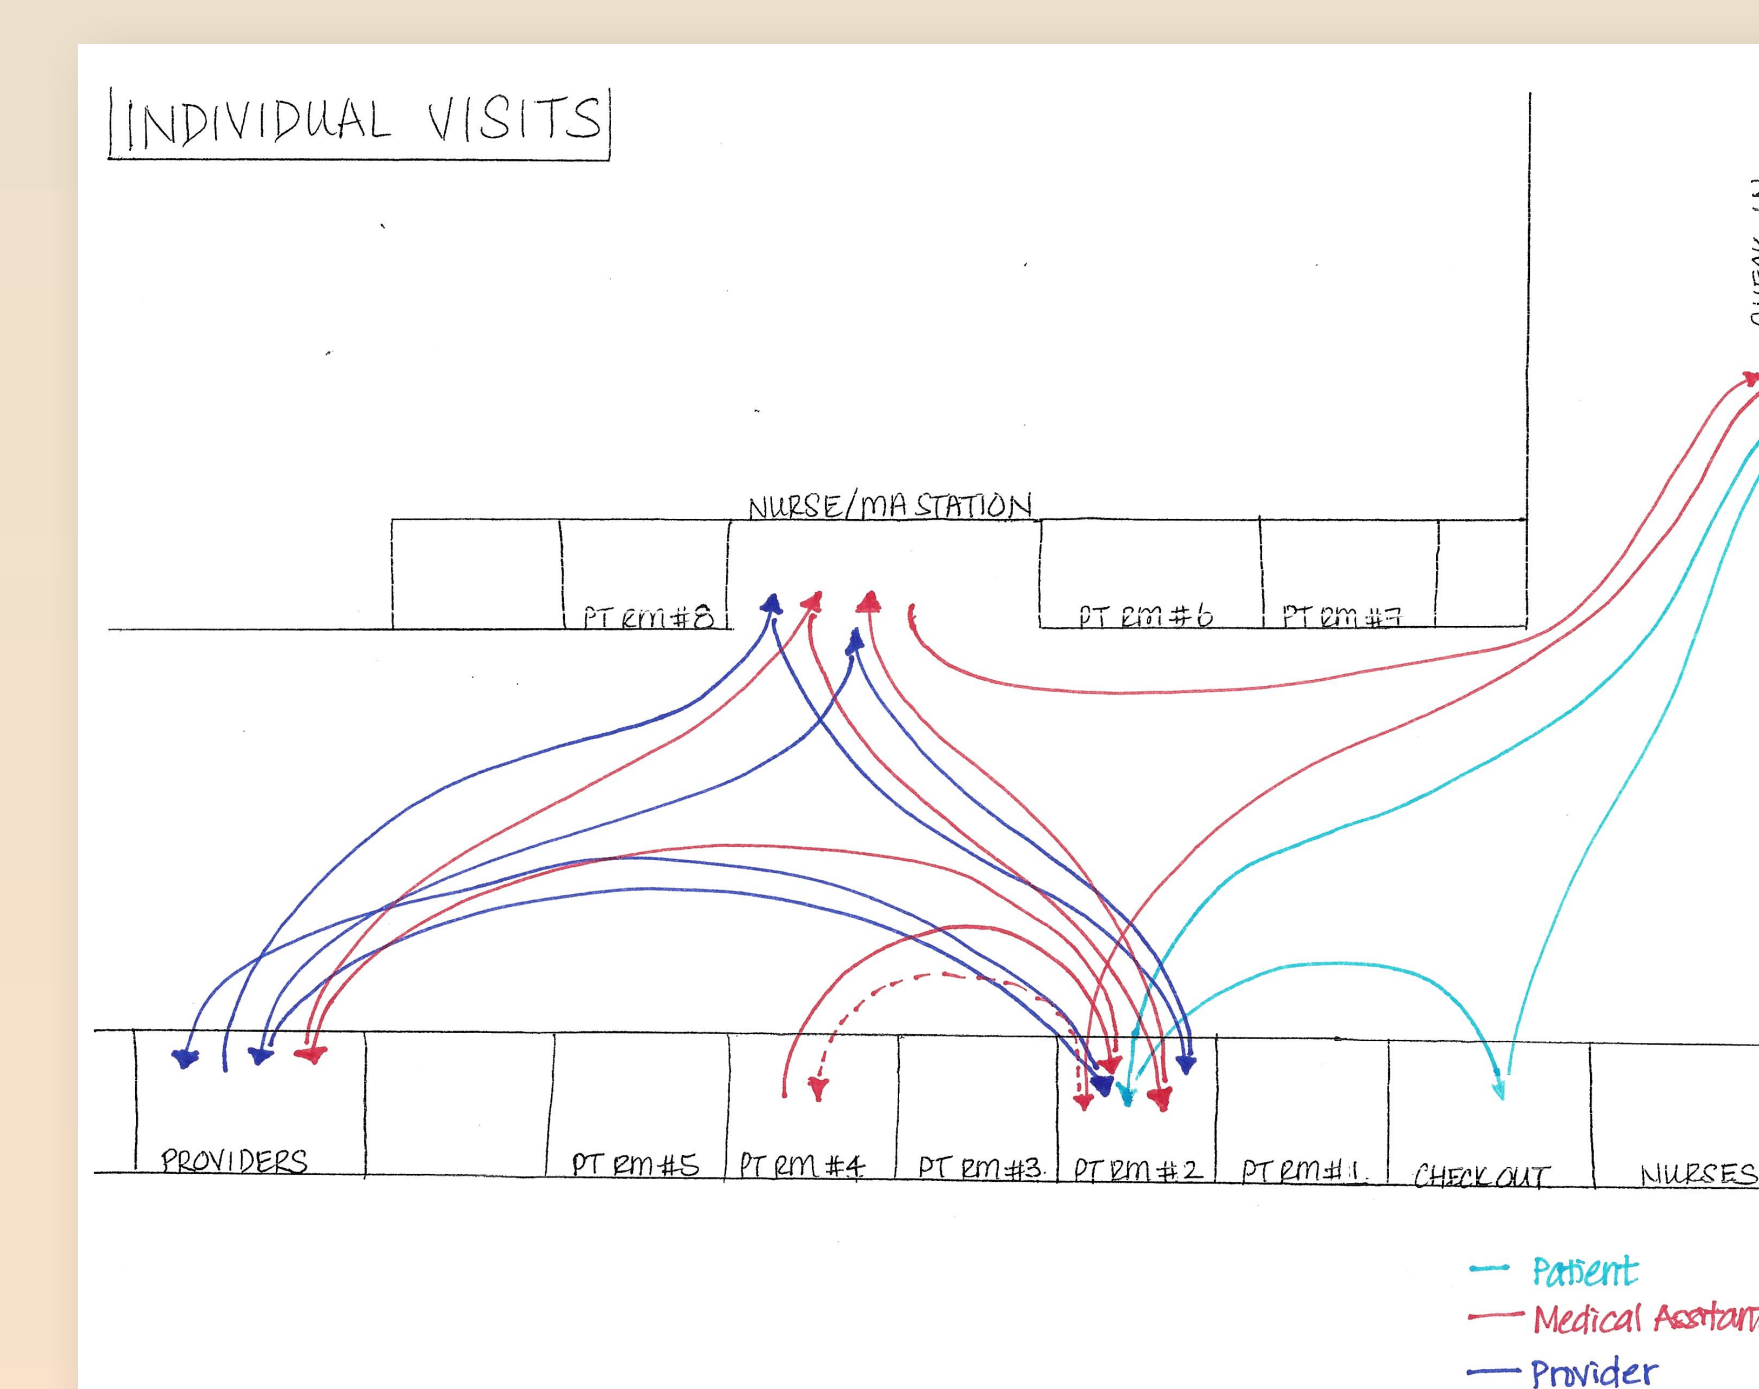 INDIVIDUAL VISITS
NURSE/MA STATION
PT RM #8
PT RM #6
PT RM #7
PROVIDERS
PT RM #5
PT RM #4
PT RM #3.
PT RM #2
PT RM #1.
CHECK OUT
NURSES
Patient
Medical
Provider